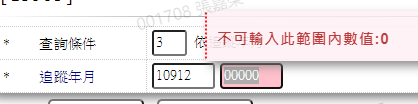 001708 張嘉
* 查詢條件 3 依
不可輸入此範圍內數值:0
* 追蹤年月 10912 00000